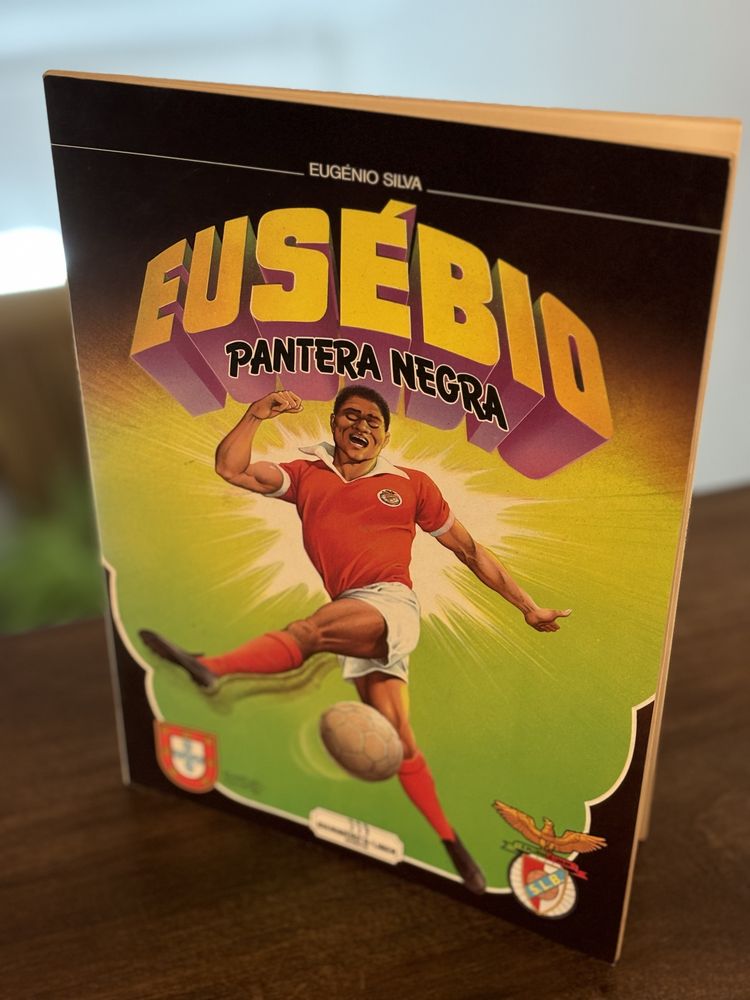 EUGÉNIO SILVA
EUSÉBIO
PANTERA NEGRA
S.L.B.